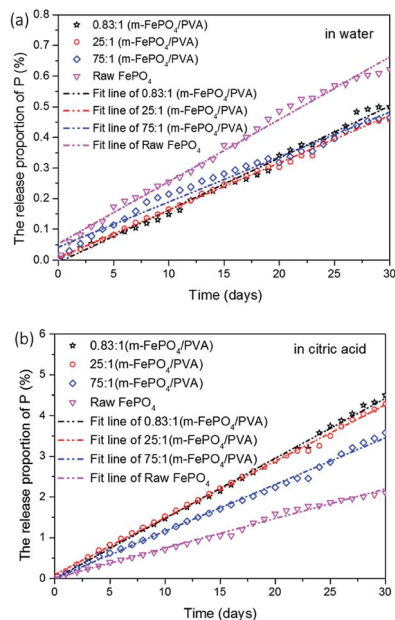 (a)
0.83:1 (m-FePO₄/PVA)
25:1 (m-FePO₄/PVA)
75:1 (m-FePO₄/PVA)
Raw FePO₄
Fit line of 0.83:1 (m-FePO₄/PVA)
Fit line of 25:1 (m-FePO₄/PVA)
Fit line of 75:1 (m-FePO₄/PVA)
Fit line of Raw FePO₄
in water
The release proportion of P (%)
0.8
0.7
0.6
0.5
0.4
0.3
0.2
0.1
0.0
0 5 10 15 20 25 30
Time (days)
(b)
0.83:1(m-FePO₄/PVA)
25:1(m-FePO₄/PVA)
75:1(m-FePO₄/PVA)
Raw FePO₄
Fit line of 0.83:1(m-FePO₄/PVA)
Fit line of 25:1(m-FePO₄/PVA)
Fit line of 75:1(m-FePO₄/PVA)
Fit line of Raw FePO₄
in citric acid
The release proportion of P (%)
6
5
4
3
2
1
0
0 5 10 15 20 25 30
Time (days)